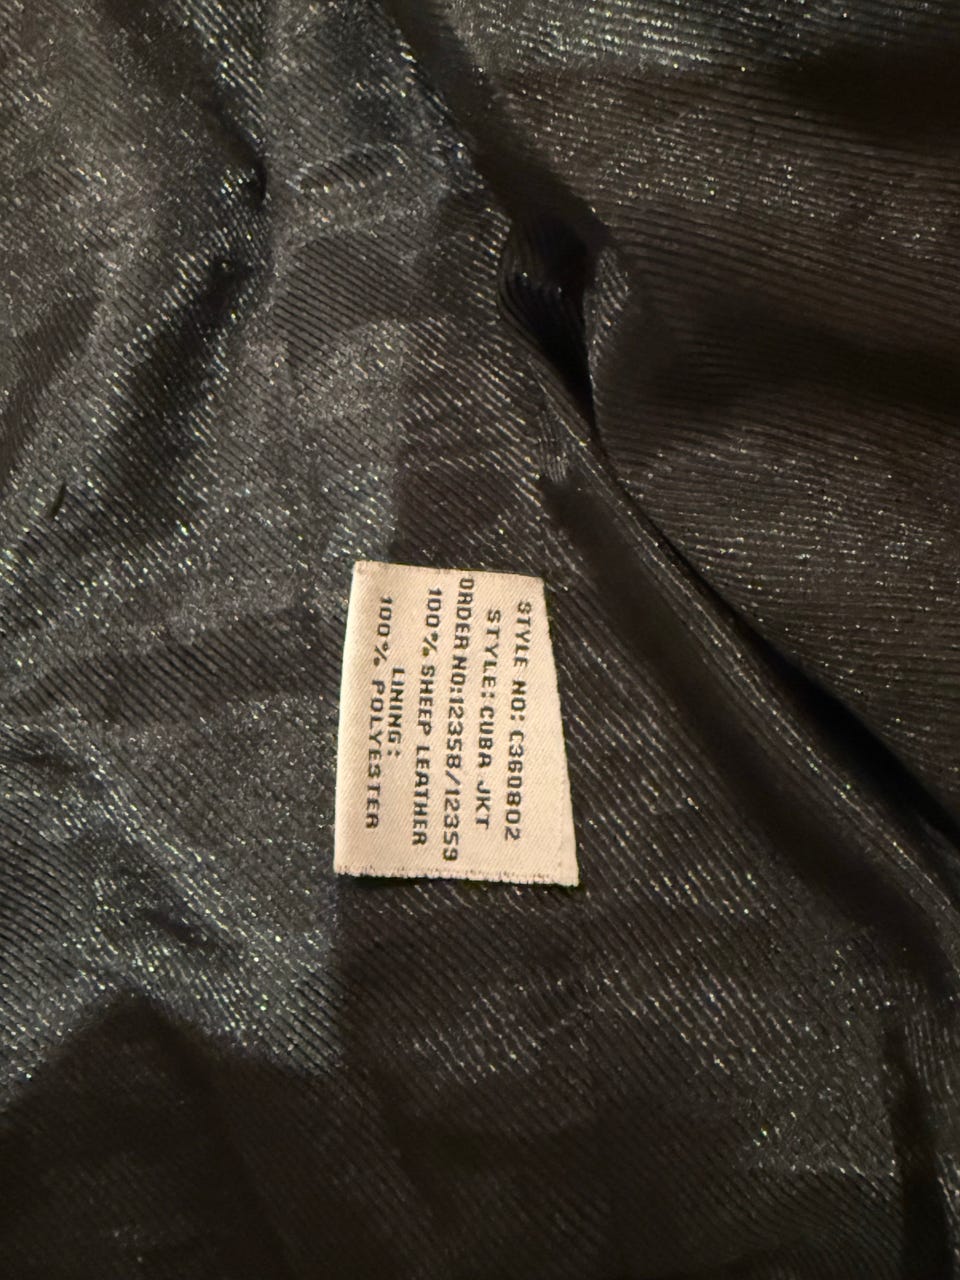 STYLE NO: C360802
STYLE: CUBA JKT
ORDER NO:12358/12359
100% SHEEP LEATHER
LINING:
100% POLYESTER